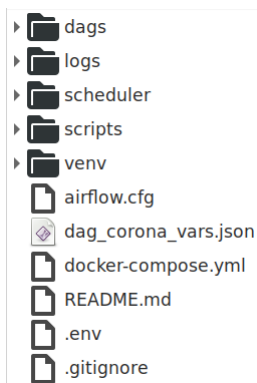 dags
logs
scheduler
scripts
venv
airflow.cfg
dag_corona_vars.json
docker-compose.yml
README.md
.env
.gitignore